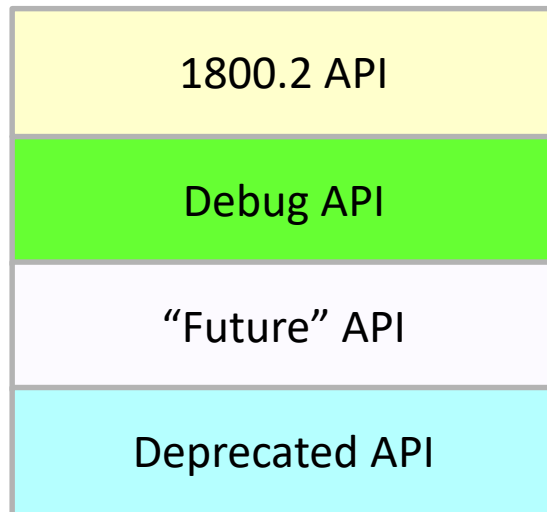 1800.2 API
Debug API
“Future” API
Deprecated API